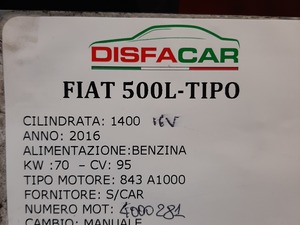 DISFACAR
FIAT 500L-TIPO
CILINDRATA: 1400 16V
ANNO: 2016
ALIMENTAZIONE:BENZINA
KW :70 - CV: 95
TIPO MOTORE: 843 A1000
FORNITORE: S/CAR
NUMERO MOT: 4000281
CAMBIO: MANUALE